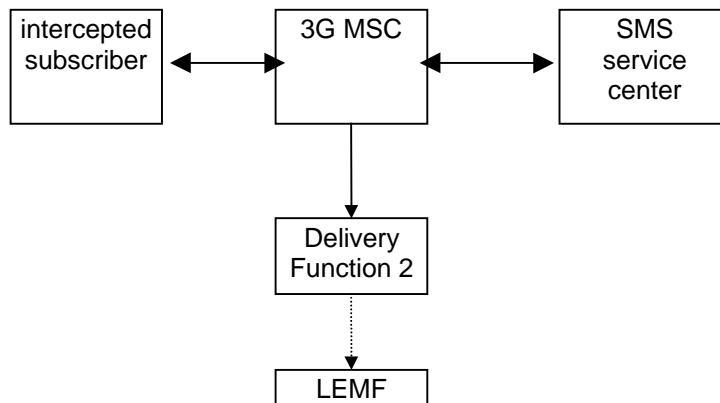 intercepted
subscriber
3G MSC
SMS
service
center
Delivery
Function 2
LEMF